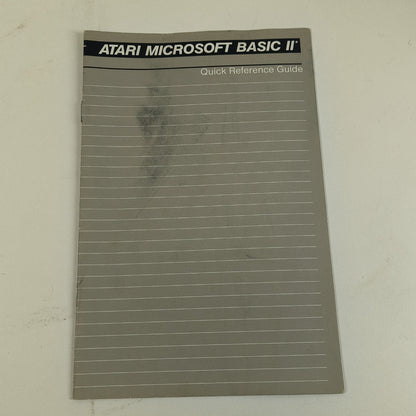 ATARI MICROSOFT BASIC II*
Quick Reference Guide